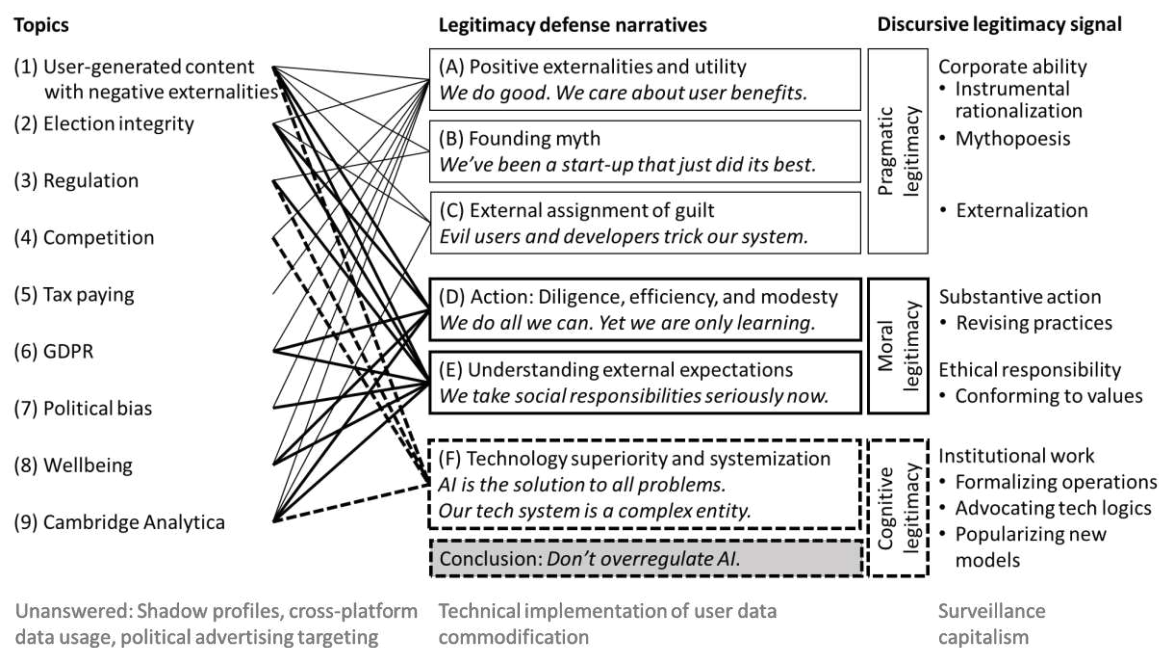 Topics
Legitimacy defense narratives
Discursive legitimacy signal
(1) User-generated content
with negative externalities
(2) Election integrity
(3) Regulation
(4) Competition
(5) Tax paying
(6) GDPR
(7) Political bias
(8) Wellbeing
(9) Cambridge Analytica
(A) Positive externalities and utility
We do good. We care about user benefits.
(B) Founding myth
We've been a start-up that just did its best.
(C) External assignment of guilt
Evil users and developers trick our system.
(D) Action: Diligence, efficiency, and modesty
We do all we can. Yet we are only learning.
(E) Understanding external expectations
We take social responsibilities seriously now.
(F) Technology superiority and systemization
AI is the solution to all problems.
Our tech system is a complex entity.
Conclusion: Don't overregulate AI.
Pragmatic
legitimacy
Moral
legitimacy
Cognitive
legitimacy
Corporate ability
• Instrumental
rationalization
• Mythopoesis
• Externalization
Substantive action
• Revising practices
Ethical responsibility
• Conforming to values
Institutional work
• Formalizing operations
• Advocating tech logics
• Popularizing new
models
Unanswered: Shadow profiles, cross-platform
data usage, political advertising targeting
Technical implementation of user data
commodification
Surveillance
capitalism